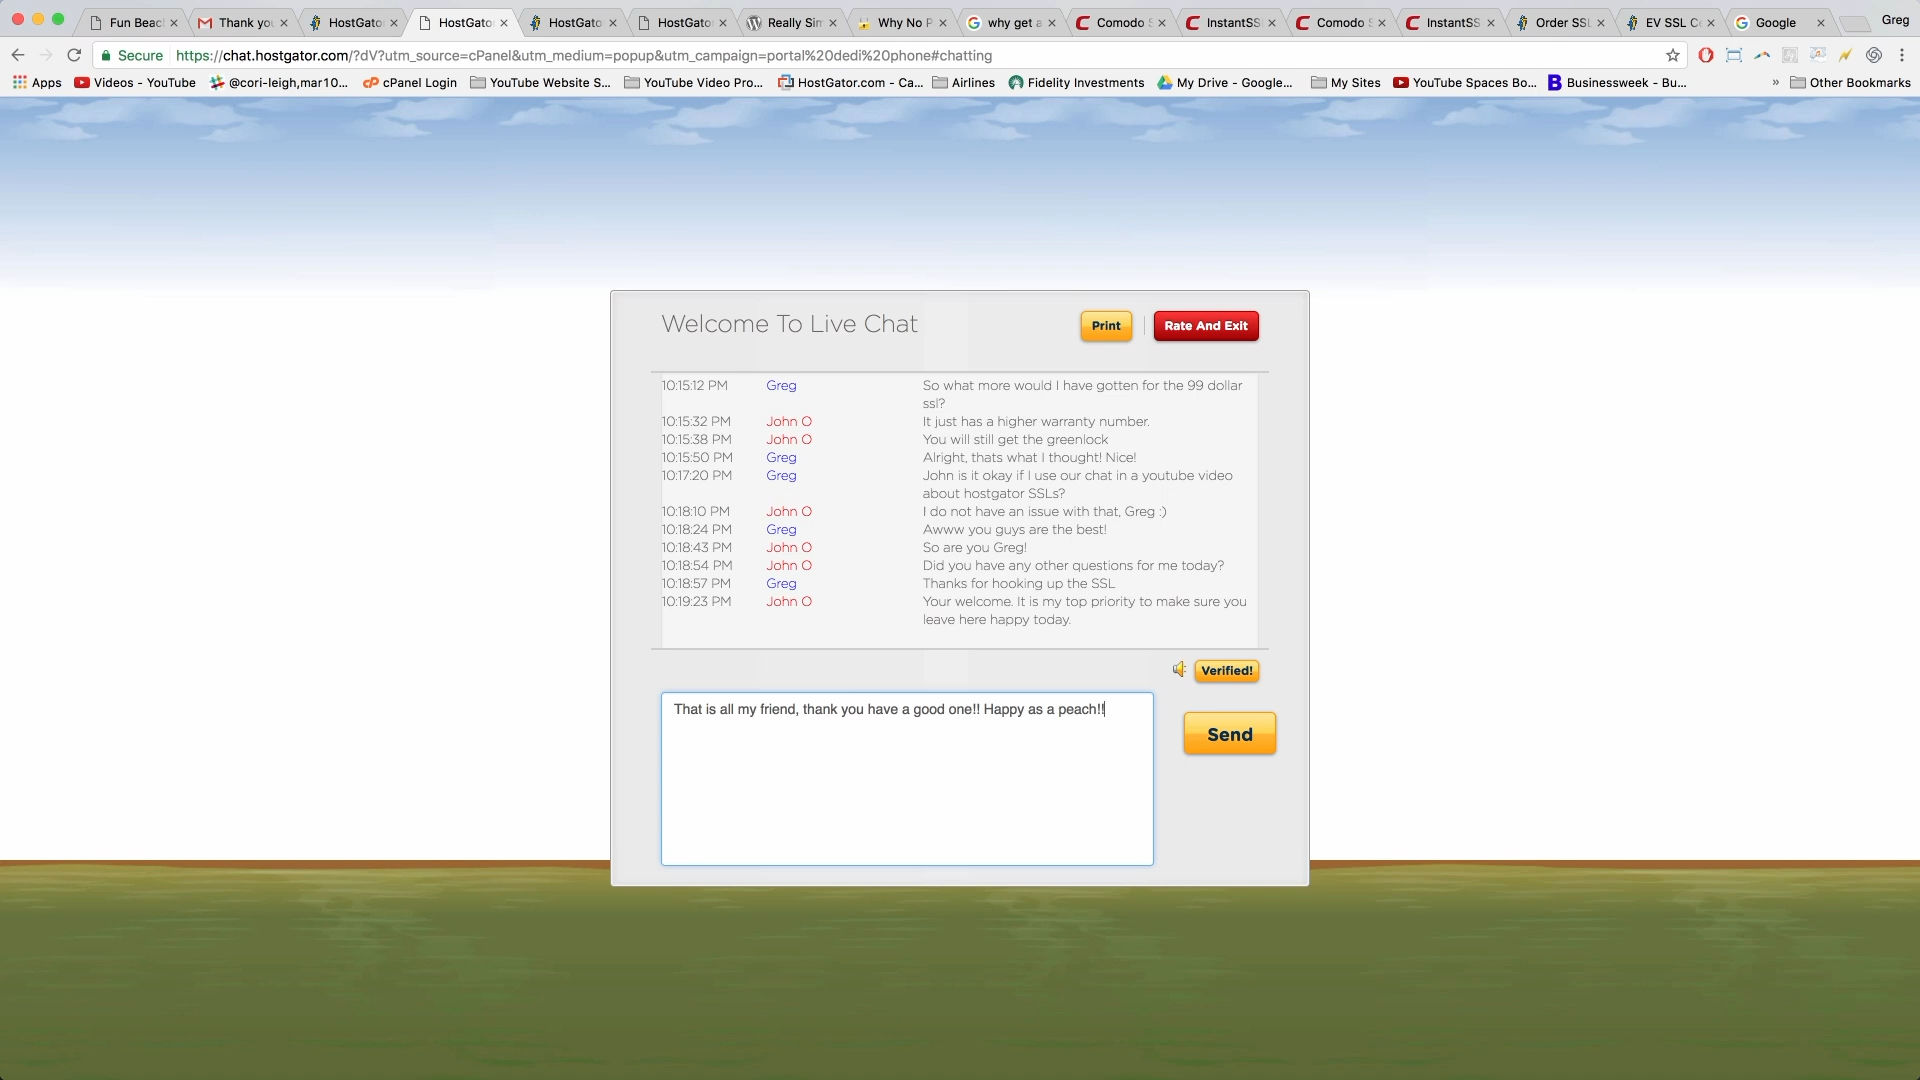 Fun Beac
Thank you
HostGato
HostGato
HostGato
HostGato
Really Sim
Why No P
why get a
Comodo S
InstantSS
Comodo S
InstantSS
Order SSL
EV SSL Ce
Google
Greg
Secure https://chat.hostgator.com/?dV?utm_source=cPanel&utm_medium=popup&utm_campaign=portal%20dedi%20phone#chatting
Apps Videos - YouTube @cori-leigh,mar10... cPanel Login YouTube Website S... YouTube Video Pro... HostGator.com - Ca... Airlines Fidelity Investments My Drive - Google... My Sites YouTube Spaces Bo... Businessweek - Bu... » Other Bookmarks
Welcome To Live Chat
Print
Rate And Exit
10:15:12 PM Greg So what more would I have gotten for the 99 dollar
ssl?
10:15:32 PM John O It just has a higher warranty number.
10:15:38 PM John O You will still get the greenlock
10:15:50 PM Greg Alright, thats what I thought! Nice!
10:17:20 PM Greg John is it okay if I use our chat in a youtube video
about hostgator SSLs?
10:18:10 PM John O I do not have an issue with that, Greg :)
10:18:24 PM Greg Awww you guys are the best!
10:18:43 PM John O So are you Greg!
10:18:54 PM John O Did you have any other questions for me today?
10:18:57 PM Greg Thanks for hooking up the SSL
10:19:23 PM John O Your welcome. It is my top priority to make sure you
leave here happy today.
Verified!
That is all my friend, thank you have a good one!! Happy as a peach!!
Send